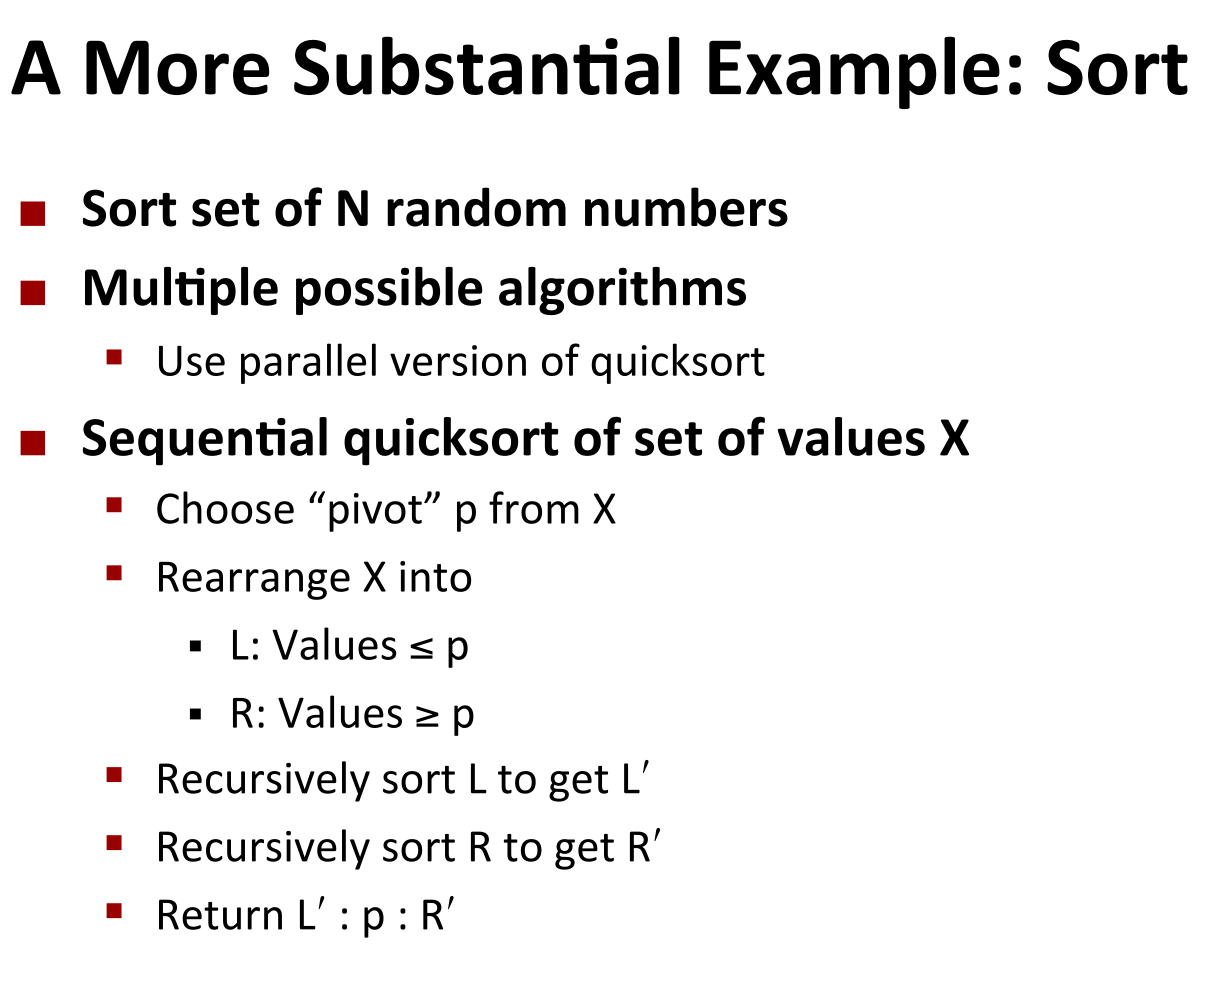 A More Substantial Example: Sort
■ Sort set of N random numbers
■ Multiple possible algorithms
▪ Use parallel version of quicksort
■ Sequential quicksort of set of values X
▪ Choose “pivot” p from X
▪ Rearrange X into
▪ L: Values ≤ p
▪ R: Values ≥ p
▪ Recursively sort L to get L′
▪ Recursively sort R to get R′
▪ Return L′ : p : R′